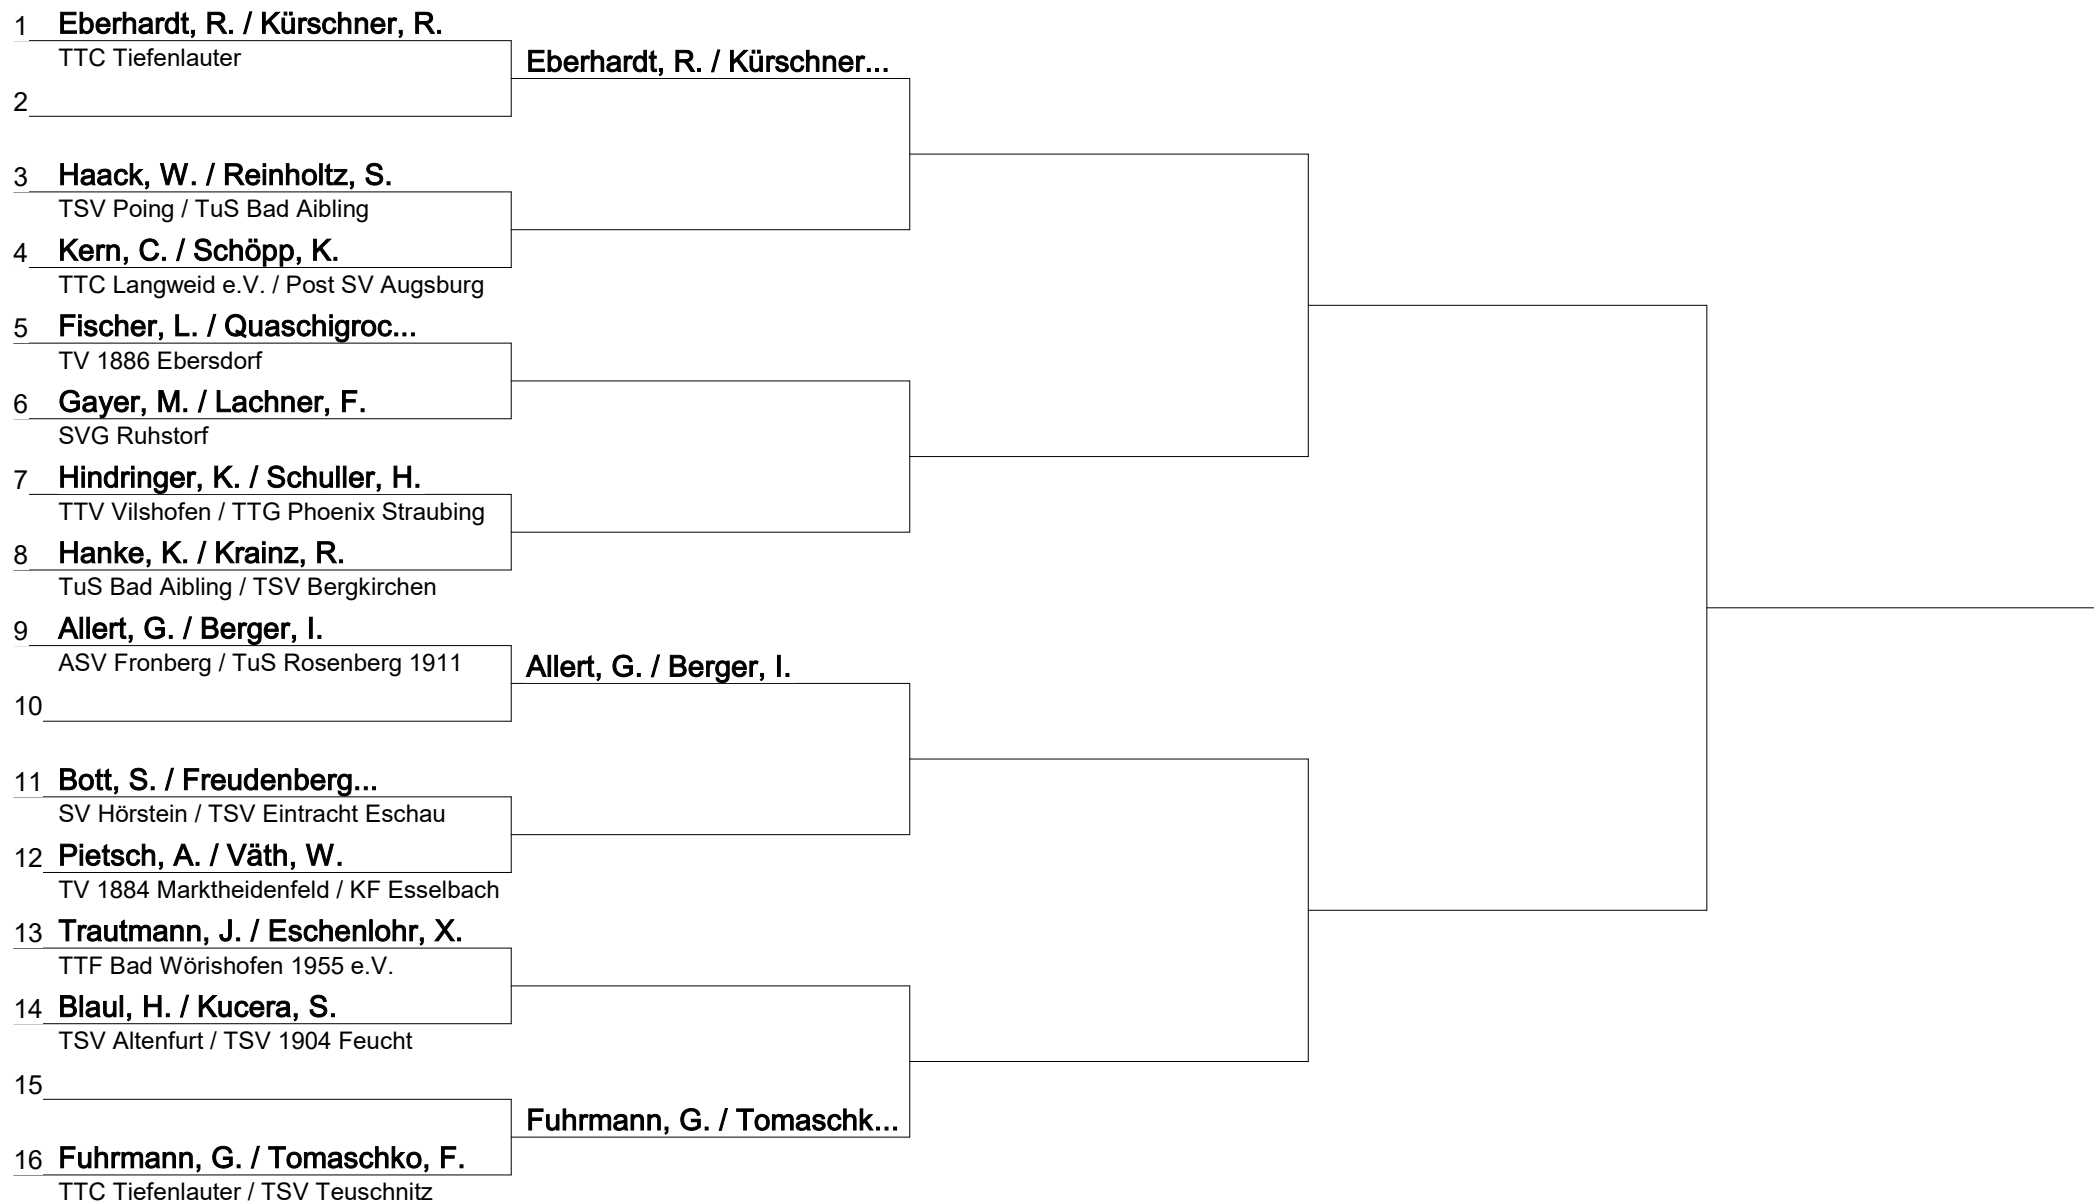 1 Eberhardt, R. / Kürschner, R.
TTC Tiefenlauter
Eberhardt, R. / Kürschner...
2
3 Haack, W. / Reinholtz, S.
TSV Poing / TuS Bad Aibling
4 Kern, C. / Schöpp, K.
TTC Langweid e.V. / Post SV Augsburg
5 Fischer, L. / Quaschigroc...
TV 1886 Ebersdorf
6 Gayer, M. / Lachner, F.
SVG Ruhstorf
7 Hindringer, K. / Schuller, H.
TTV Vilshofen / TTG Phoenix Straubing
8 Hanke, K. / Krainz, R.
TuS Bad Aibling / TSV Bergkirchen
9 Allert, G. / Berger, I.
ASV Fronberg / TuS Rosenberg 1911
Allert, G. / Berger, I.
10
11 Bott, S. / Freudenberg...
SV Hörstein / TSV Eintracht Eschau
12 Pietsch, A. / Väth, W.
TV 1884 Marktheidenfeld / KF Esselbach
13 Trautmann, J. / Eschenlohr, X.
TTF Bad Wörishofen 1955 e.V.
14 Blaul, H. / Kucera, S.
TSV Altenfurt / TSV 1904 Feucht
15
Fuhrmann, G. / Tomaschk...
16 Fuhrmann, G. / Tomaschko, F.
TTC Tiefenlauter / TSV Teuschnitz